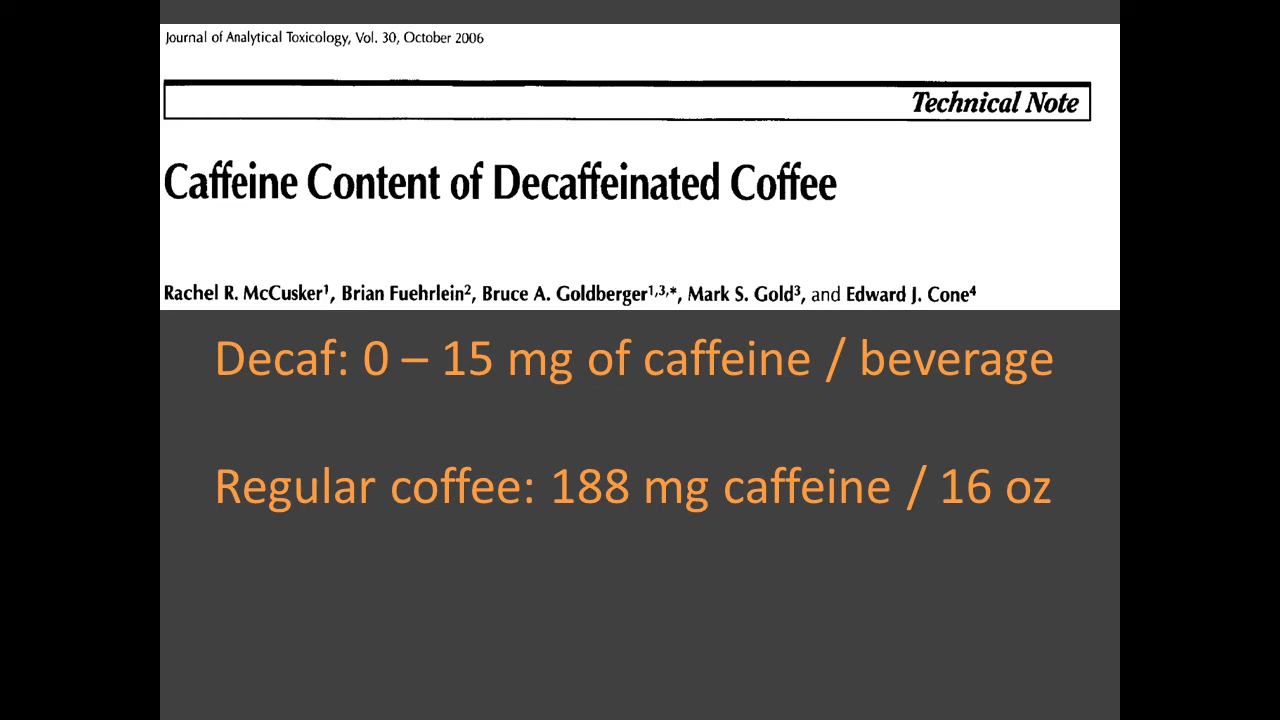 Journal of Analytical Toxicology, Vol. 30, October 2006
Technical Note
Caffeine Content of Decaffeinated Coffee
Rachel R. McCusker¹, Brian Fuehrlein², Bruce A. Goldberger¹,³,*, Mark S. Gold³, and Edward J. Cone⁴
Decaf: 0 – 15 mg of caffeine / beverage
Regular coffee: 188 mg caffeine / 16 oz